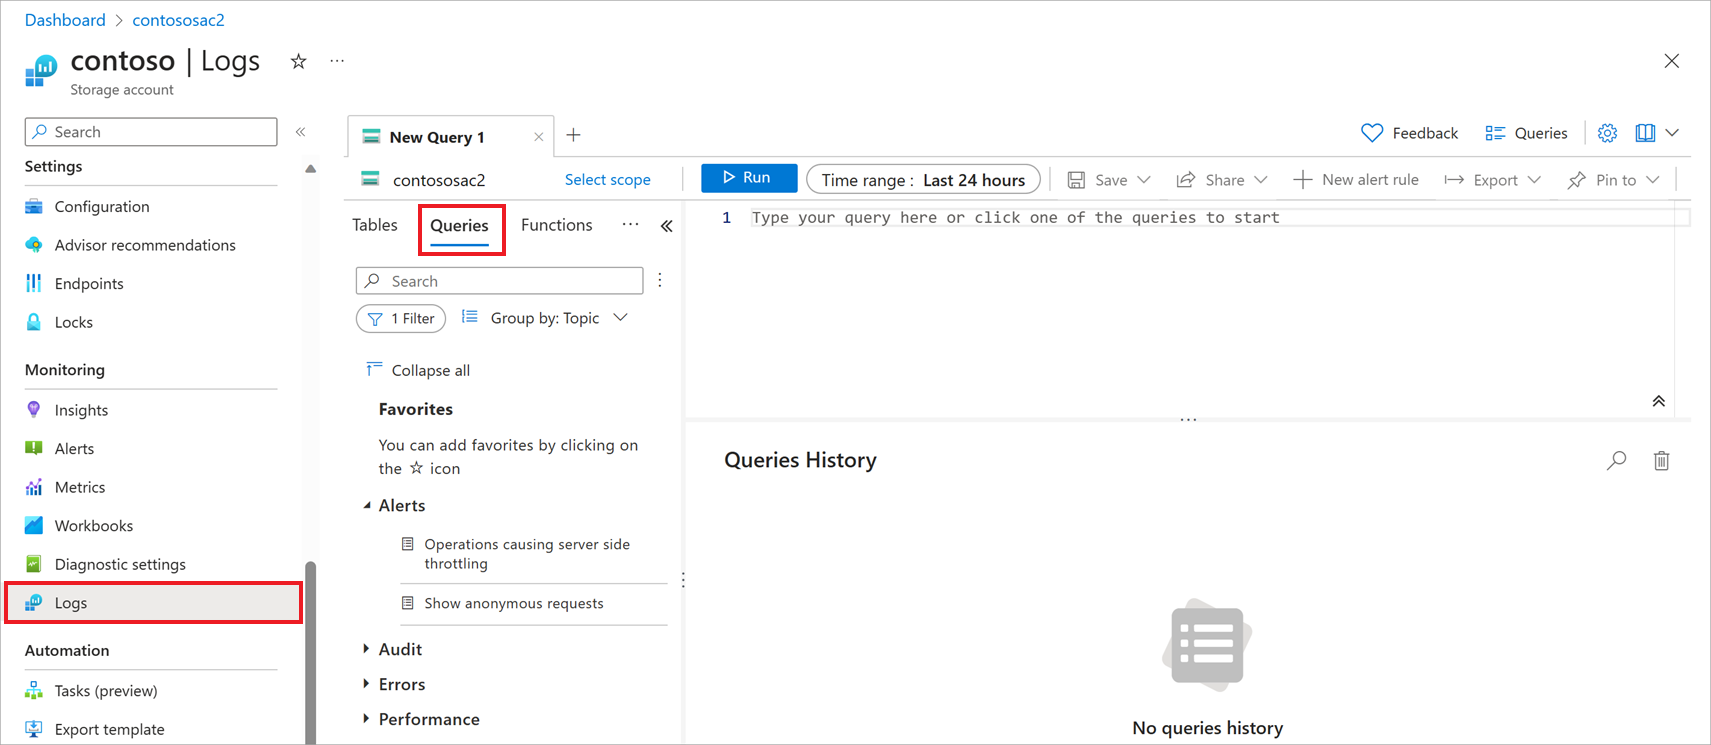 Dashboard > contososac2
contoso | Logs
Storage account
Search
Settings
Configuration
Advisor recommendations
Endpoints
Locks
Monitoring
Insights
Alerts
Metrics
Workbooks
Diagnostic settings
Logs
Automation
Tasks (preview)
Export template
New Query 1
Feedback
Queries
contososac2
Select scope
Run
Time range : Last 24 hours
Save
Share
New alert rule
Export
Pin to
Tables
Queries
Functions
Search
1 Filter
Group by: Topic
Collapse all
Favorites
You can add favorites by clicking on
the ☆ icon
Alerts
Operations causing server side
throttling
Show anonymous requests
Audit
Errors
Performance
1 Type your query here or click one of the queries to start
Queries History
No queries history